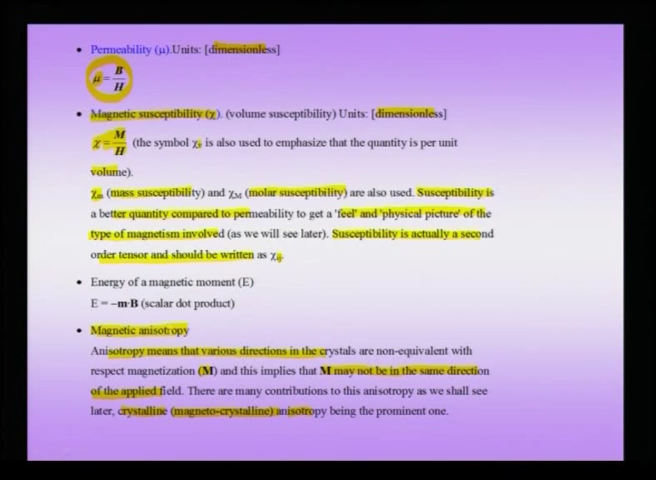 • Permeability (μ).Units: [dimensionless]
μ = B/H
• Magnetic susceptibility (χ). (volume susceptibility) Units: [dimensionless]
χ = M/H (the symbol χᵥ is also used to emphasize that the quantity is per unit
volume).
χₘ (mass susceptibility) and χM (molar susceptibility) are also used. Susceptibility is
a better quantity compared to permeability to get a 'feel' and 'physical picture' of the
type of magnetism involved (as we will see later). Susceptibility is actually a second
order tensor and should be written as χᵢⱼ.
• Energy of a magnetic moment (E)
E = −m·B (scalar dot product)
• Magnetic anisotropy
Anisotropy means that various directions in the crystals are non-equivalent with
respect magnetization (M) and this implies that M may not be in the same direction
of the applied field. There are many contributions to this anisotropy as we shall see
later, crystalline (magneto-crystalline) anisotropy being the prominent one.